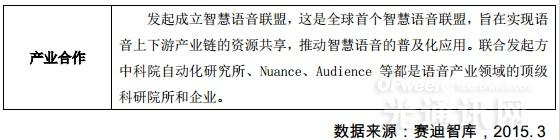 发起成立智慧语音联盟，这是全球首个智慧语音联盟，旨在实现语
音上下游产业链的资源共享，推动智慧语音的普及化应用。联合发起方
产业合作
中科院自动化研究所、Nuance、Audience 等都是语音产业领域的顶级
科研院所和企业。
OFweek
光通讯网
数据来源：赛迪智库，2015.3